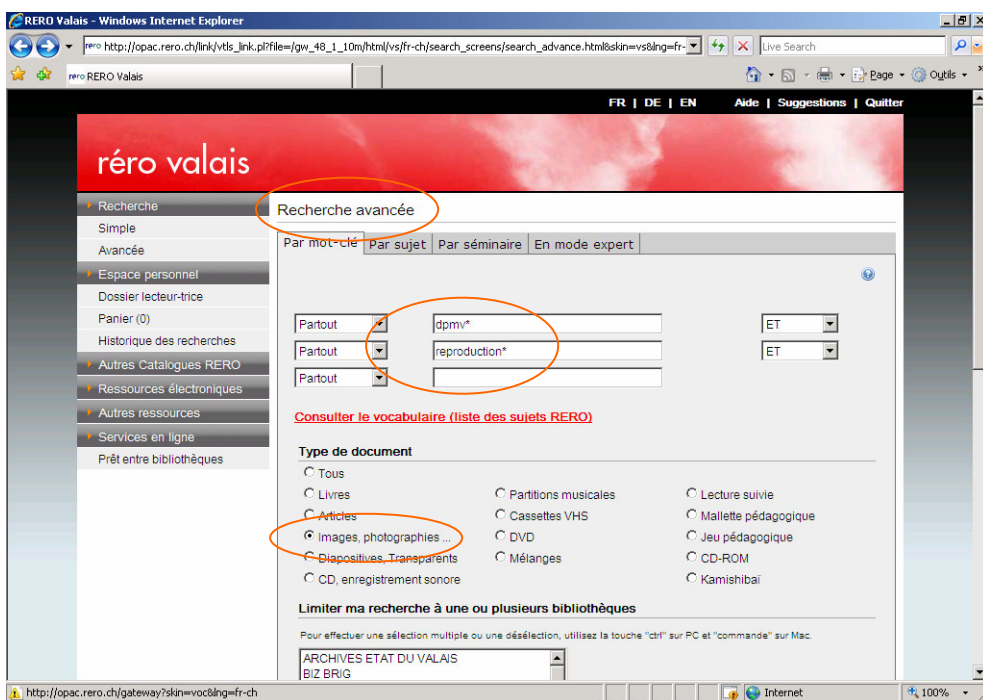 RERO Valais - Windows Internet Explorer
rero http://opac.rero.ch/link/vtls_link.pl?file=/gw_48_1_10m/html/vs/fr-ch/search_screens/search_advance.html&skin=vs&lng=fr-
Live Search
rero RERO Valais
Page
Outils
FR | DE | EN Aide | Suggestions | Quitter
réro valais
Recherche
Simple
Avancée
Espace personnel
Dossier lecteur-trice
Panier (0)
Historique des recherches
Autres Catalogues RERO
Ressources électroniques
Autres ressources
Services en ligne
Prêt entre bibliothèques
Recherche avancée
Par mot-clé Par sujet Par séminaire En mode expert
Partout dpmv* ET
Partout reproduction* ET
Partout
Consulter le vocabulaire (liste des sujets RERO)
Type de document
Tous
Livres Partitions musicales Lecture suivie
Articles Cassettes VHS Mallette pédagogique
Images, photographies ... DVD Jeu pédagogique
Diapositives, Transparents Mélanges CD-ROM
CD, enregistrement sonore Kamishibaï
Limiter ma recherche à une ou plusieurs bibliothèques
Pour effectuer une sélection multiple ou une désélection, utilisez la touche "ctrl" sur PC et "commande" sur Mac.
ARCHIVES ETAT DU VALAIS
BIZ BRIG
http://opac.rero.ch/gateway?skin=voc&lng=fr-ch Internet 100%